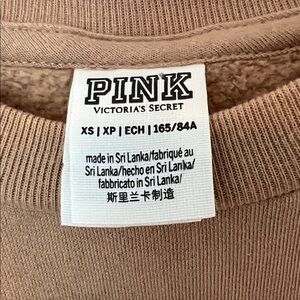 PINK
VICTORIA'S SECRET
XS | XP | ECH | 165/84A
made in Sri Lanka/fabriqué au
Sri Lanka/hecho en Sri Lanka/
fabbricato in Sri Lanka/
斯里兰卡制造